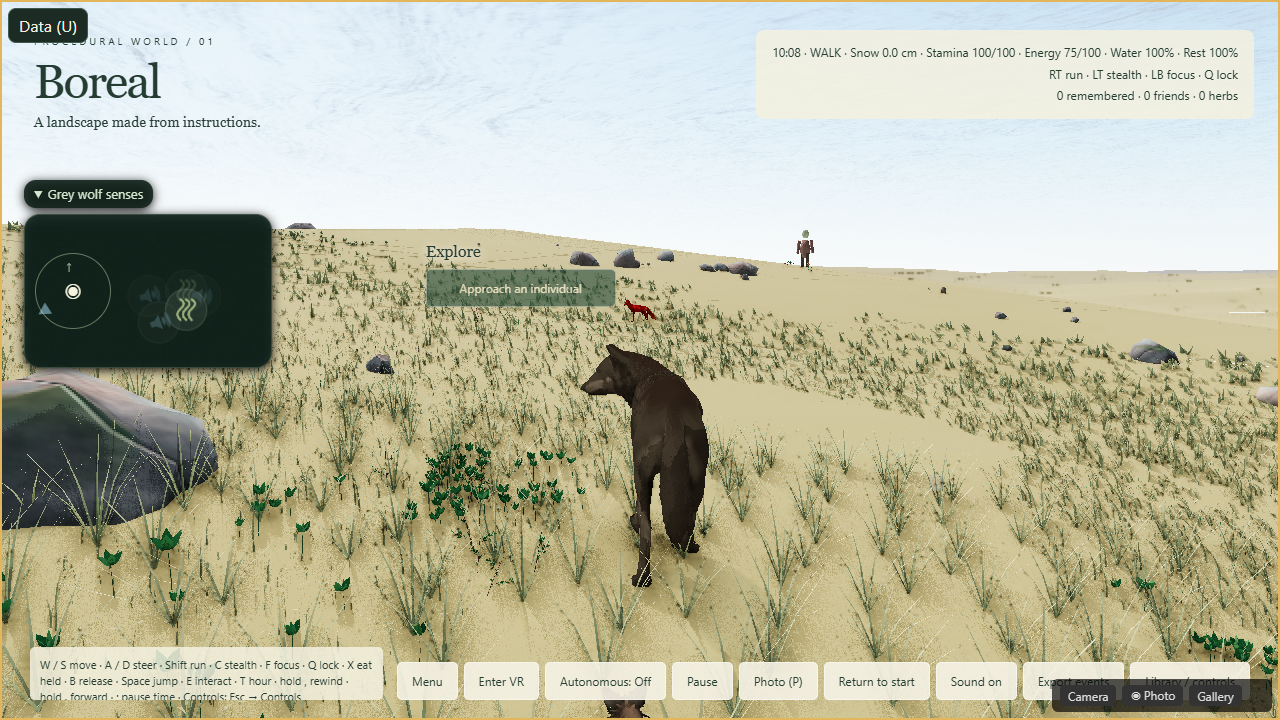 Data (U)
PROCEDURAL WORLD / 01
Boreal
A landscape made from instructions.
10:08 · WALK · Snow 0.0 cm · Stamina 100/100 · Energy 75/100 · Water 100% · Rest 100%
RT run · LT stealth · LB focus · Q lock
0 remembered · 0 friends · 0 herbs
▼ Grey wolf senses
Explore
Approach an individual
W / S move · A / D steer · Shift run · C stealth · F focus · Q lock · X eat
held · B release · Space jump · E interact · T hour · hold , rewind ·
hold . forward · ; pause time · Controls: Esc → Controls
Menu
Enter VR
Autonomous: Off
Pause
Photo (P)
Return to start
Sound on
Export events
Library / controls
Camera
◉ Photo
Gallery